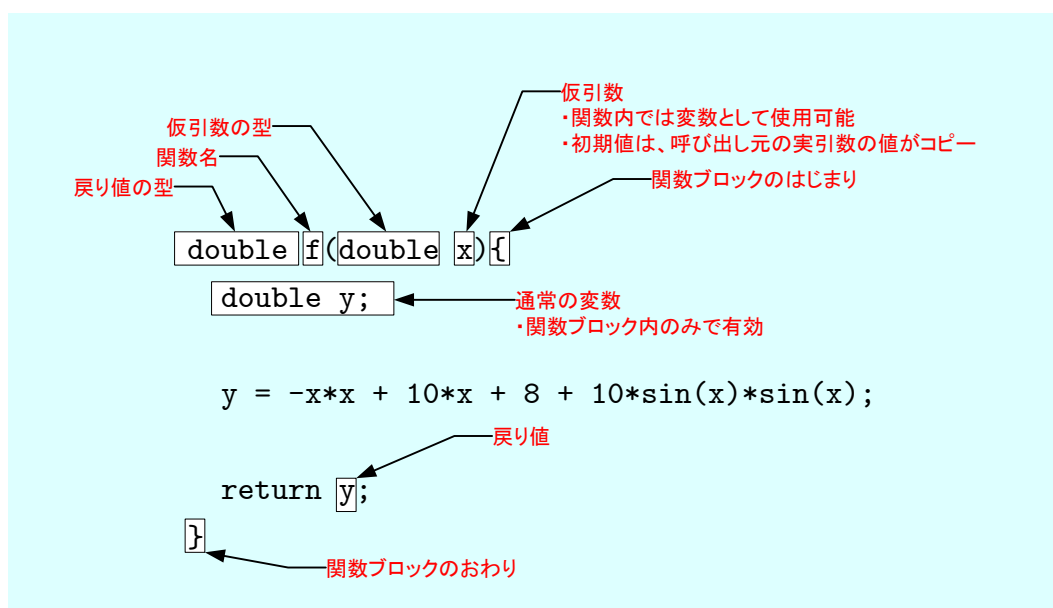 仮引数
・関数内では変数として使用可能
・初期値は、呼び出し元の実引数の値がコピー
仮引数の型
関数名
戻り値の型
関数ブロックのはじまり
double f(double x){
double y;
通常の変数
・関数ブロック内のみで有効
y = -x*x + 10*x + 8 + 10*sin(x)*sin(x);
戻り値
return y;
}
関数ブロックのおわり